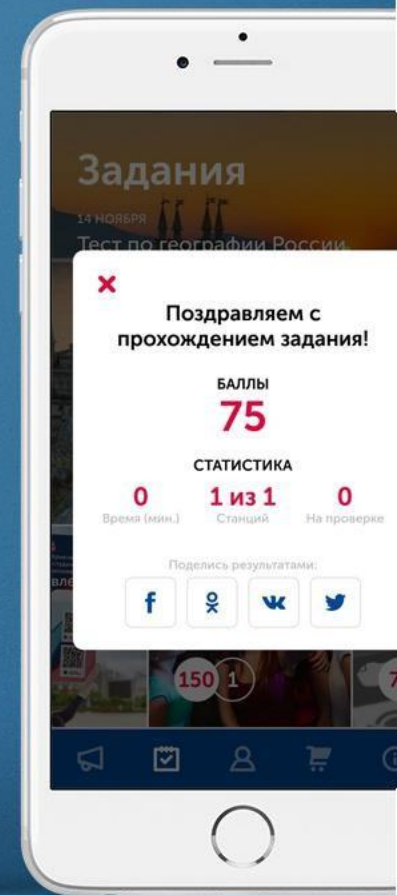 Задания
14 НОЯБРЯ
Тест по географии России
Поздравляем с
прохождением задания!
БАЛЛЫ
75
СТАТИСТИКА
0 1 из 1 0
Время (мин.) Станций На проверке
Поделись результатами:
150 1
7